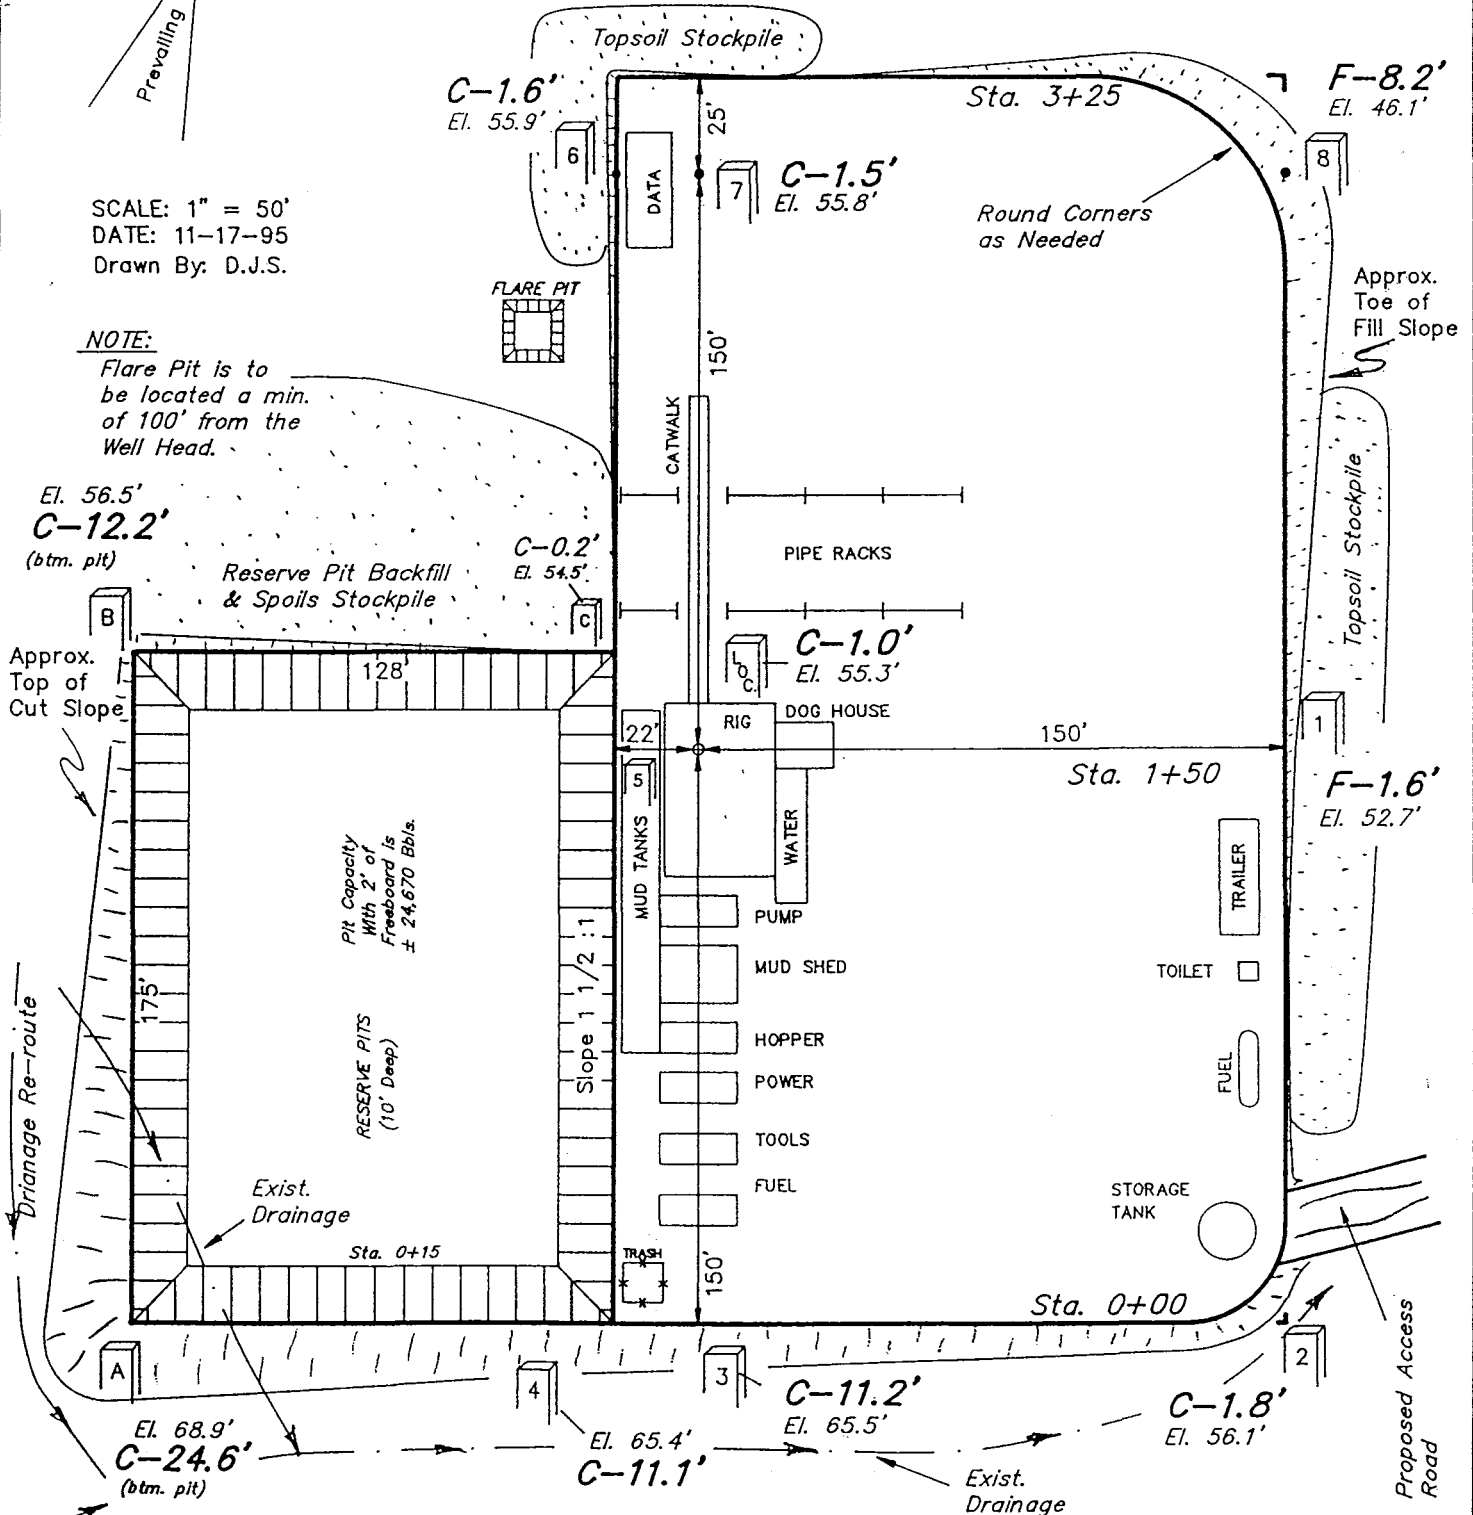 Prevailing
Topsoil Stockpile
C-1.6'
El. 55.9'
6
DATA
25'
7
C-1.5'
El. 55.8'
Sta. 3+25
F-8.2'
El. 46.1'
8
Round Corners
as Needed
SCALE: 1" = 50'
DATE: 11-17-95
Drawn By: D.J.S.
FLARE PIT
NOTE:
Flare Pit is to
be located a min.
of 100' from the
Well Head.
150'
CATWALK
Approx.
Toe of
Fill Slope
Topsoil Stockpile
El. 56.5'
C-12.2'
(btm. pit)
B
Reserve Pit Backfill
& Spoils Stockpile
C-0.2'
El. 54.5'
C
PIPE RACKS
LOC.
C-1.0'
El. 55.3'
Approx.
Top of
Cut Slope
128'
RIG
DOG HOUSE
22'
150'
Sta. 1+50
1
F-1.6'
El. 52.7'
5
MUD TANKS
WATER
TRAILER
Pit Capacity
With 2' of
Freeboard is
± 24,670 Bbls.
RESERVE PITS
(10' Deep)
175'
Slope 1 1/2 :1
PUMP
MUD SHED
HOPPER
POWER
TOOLS
FUEL
TOILET
FUEL
STORAGE
TANK
Drianage Re-route
Exist.
Drainage
Sta. 0+15
TRASH
150'
Sta. 0+00
A
4
3
2
C-11.2'
El. 65.5'
C-1.8'
El. 56.1'
El. 68.9'
C-24.6'
(btm. pit)
El. 65.4'
C-11.1'
Exist.
Drainage
Proposed Access
Road